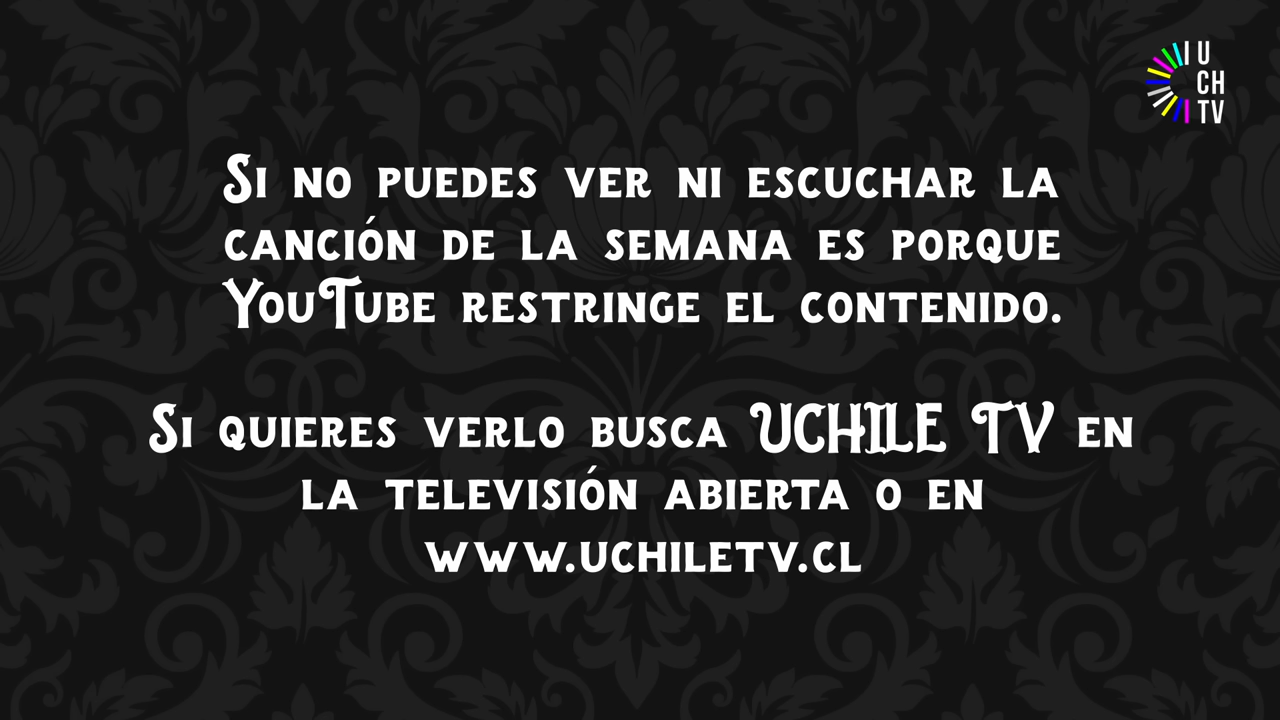 U
CH
TV
Si no puedes ver ni escuchar la
canción de la semana es porque
YouTube restringe el contenido.
Si quieres verlo busca UCHILE TV en
la televisión abierta o en
www.uchiletv.cl